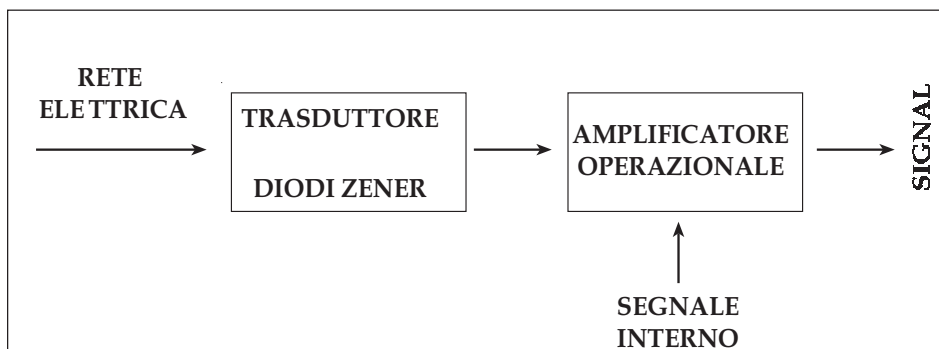 RETE
ELETTRICA
TRASDUTTORE
DIODI ZENER
AMPLIFICATORE
OPERAZIONALE
SIGNAL
SEGNALE
INTERNO